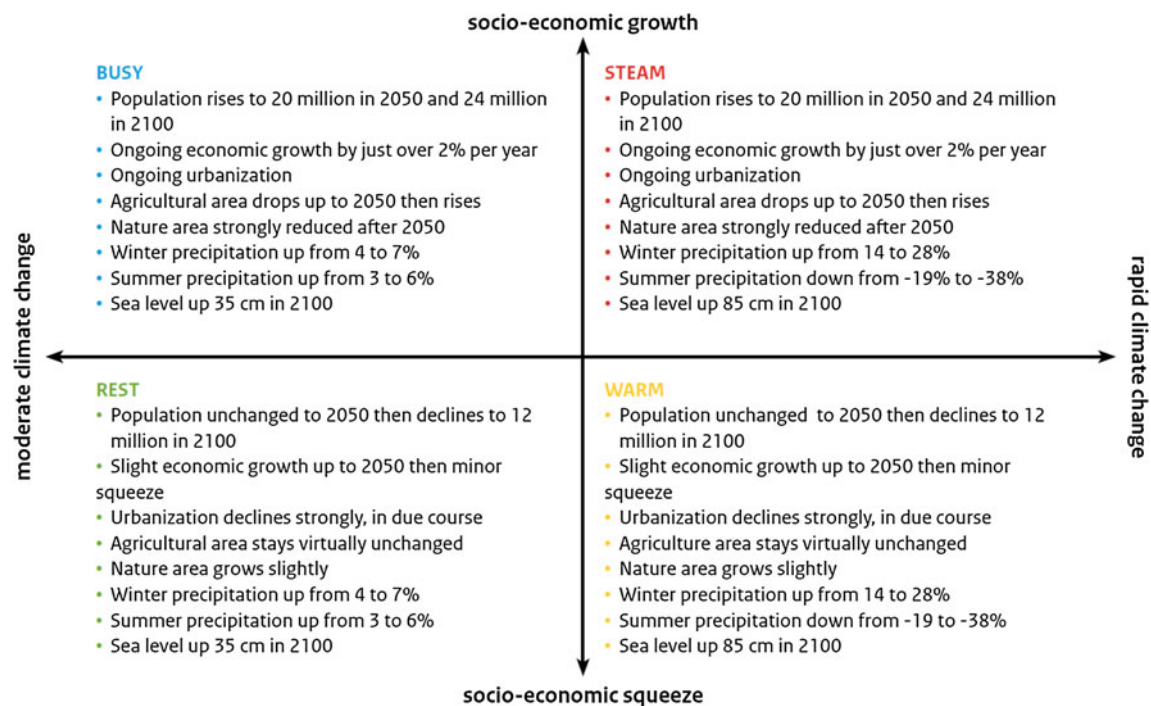 socio-economic growth
BUSY
• Population rises to 20 million in 2050 and 24 million
in 2100
• Ongoing economic growth by just over 2% per year
• Ongoing urbanization
• Agricultural area drops up to 2050 then rises
• Nature area strongly reduced after 2050
• Winter precipitation up from 4 to 7%
• Summer precipitation up from 3 to 6%
• Sea level up 35 cm in 2100
STEAM
• Population rises to 20 million in 2050 and 24 million
in 2100
• Ongoing economic growth by just over 2% per year
• Ongoing urbanization
• Agricultural area drops up to 2050 then rises
• Nature area strongly reduced after 2050
• Winter precipitation up from 14 to 28%
• Summer precipitation down from -19% to -38%
• Sea level up 85 cm in 2100
moderate climate change
rapid climate change
REST
• Population unchanged to 2050 then declines to 12
million in 2100
• Slight economic growth up to 2050 then minor
squeeze
• Urbanization declines strongly, in due course
• Agricultural area stays virtually unchanged
• Nature area grows slightly
• Winter precipitation up from 4 to 7%
• Summer precipitation up from 3 to 6%
• Sea level up 35 cm in 2100
WARM
• Population unchanged to 2050 then declines to 12
million in 2100
• Slight economic growth up to 2050 then minor
squeeze
• Urbanization declines strongly, in due course
• Agriculture area stays virtually unchanged
• Nature area grows slightly
• Winter precipitation up from 14 to 28%
• Summer precipitation down from -19 to -38%
• Sea level up 85 cm in 2100
socio-economic squeeze